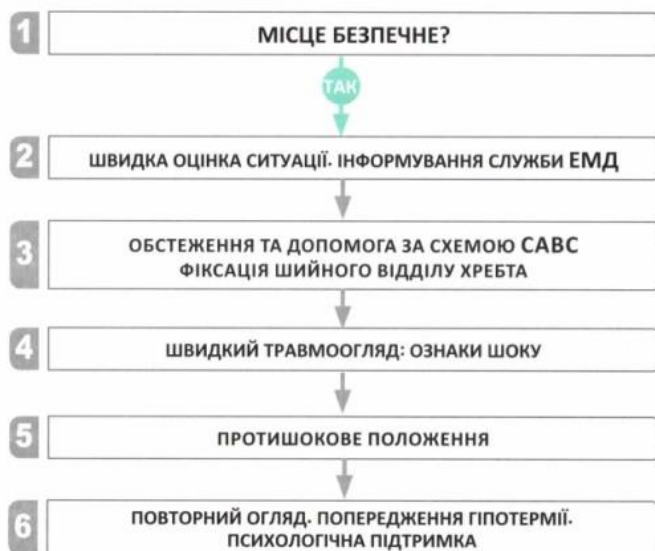 1 МІСЦЕ БЕЗПЕЧНЕ?
ТАК
2 ШВИДКА ОЦІНКА СИТУАЦІЇ. ІНФОРМУВАННЯ СЛУЖБИ ЕМД
3 ОБСТЕЖЕННЯ ТА ДОПОМОГА ЗА СХЕМОЮ САВС
ФІКСАЦІЯ ШИЙНОГО ВІДДІЛУ ХРЕБТА
4 ШВИДКИЙ ТРАВМООГЛЯД: ОЗНАКИ ШОКУ
5 ПРОТИШОКОВЕ ПОЛОЖЕННЯ
6 ПОВТОРНИЙ ОГЛЯД. ПОПЕРЕДЖЕННЯ ГІПОТЕРМІЇ.
ПСИХОЛОГІЧНА ПІДТРИМКА